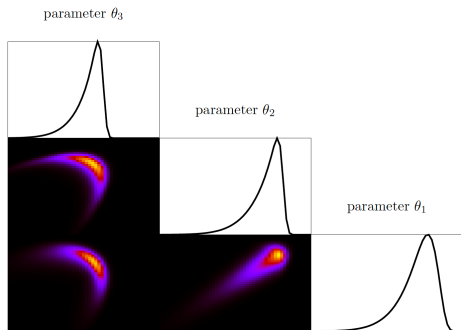 parameter θ₃
parameter θ₂
parameter θ₁